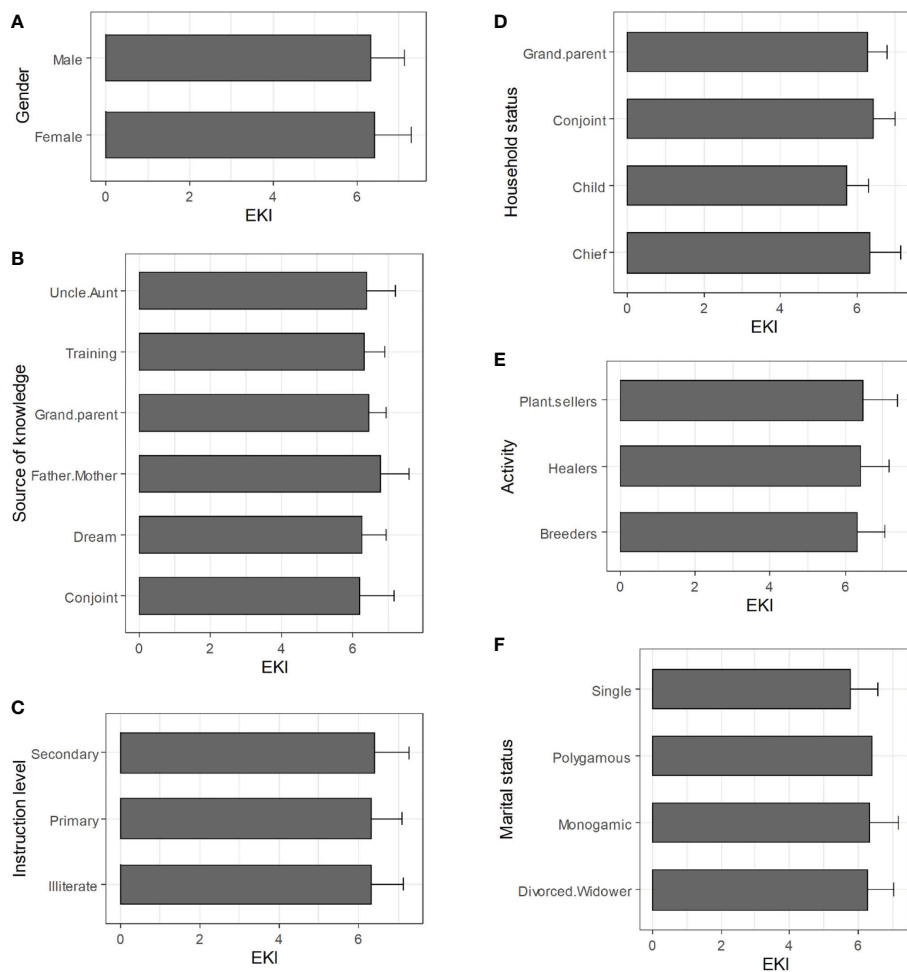 A
Gender
Male
Female
0 2 4 6
EKI
B
Source of knowledge
Uncle.Aunt
Training
Grand.parent
Father.Mother
Dream
Conjoint
0 2 4 6
EKI
C
Instruction level
Secondary
Primary
Illiterate
0 2 4 6
EKI
D
Household status
Grand.parent
Conjoint
Child
Chief
0 2 4 6
EKI
E
Activity
Plant.sellers
Healers
Breeders
0 2 4 6
EKI
F
Marital status
Single
Polygamous
Monogamic
Divorced.Widower
0 2 4 6
EKI